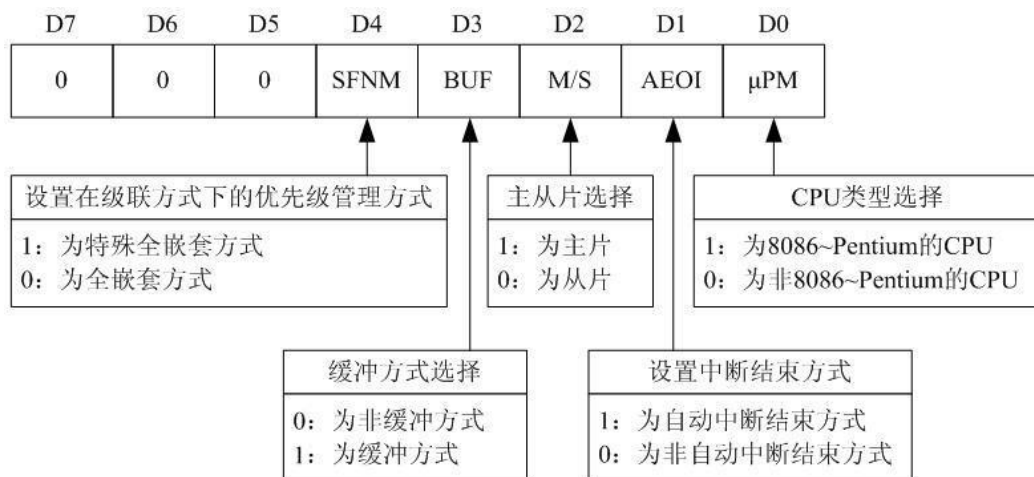 D7 D6 D5 D4 D3 D2 D1 D0
0 0 0 SFNM BUF M/S AEOI μPM
设置在级联方式下的优先级管理方式
1：为特殊全嵌套方式
0：为全嵌套方式
主从片选择
1：为主片
0：为从片
CPU类型选择
1：为8086~Pentium的CPU
0：为非8086~Pentium的CPU
缓冲方式选择
0：为非缓冲方式
1：为缓冲方式
设置中断结束方式
1：为自动中断结束方式
0：为非自动中断结束方式